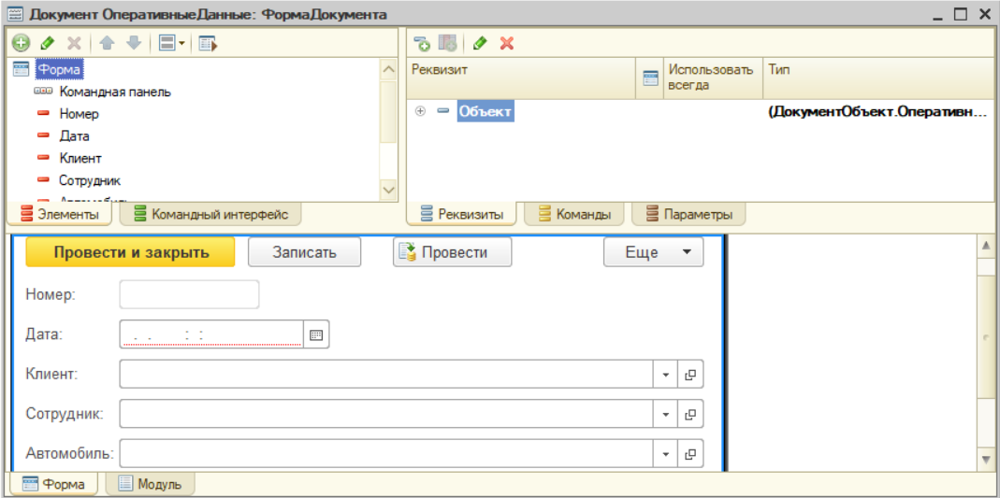 Документ ОперативныеДанные: ФормаДокумента
Форма
Командная панель
Номер
Дата
Клиент
Сотрудник
Элементы
Командный интерфейс
Реквизит
Использовать всегда
Тип
Объект
(ДокументОбъект.Оперативн...
Реквизиты
Команды
Параметры
Провести и закрыть
Записать
Провести
Еще
Номер:
Дата:
Клиент:
Сотрудник:
Автомобиль:
Форма
Модуль